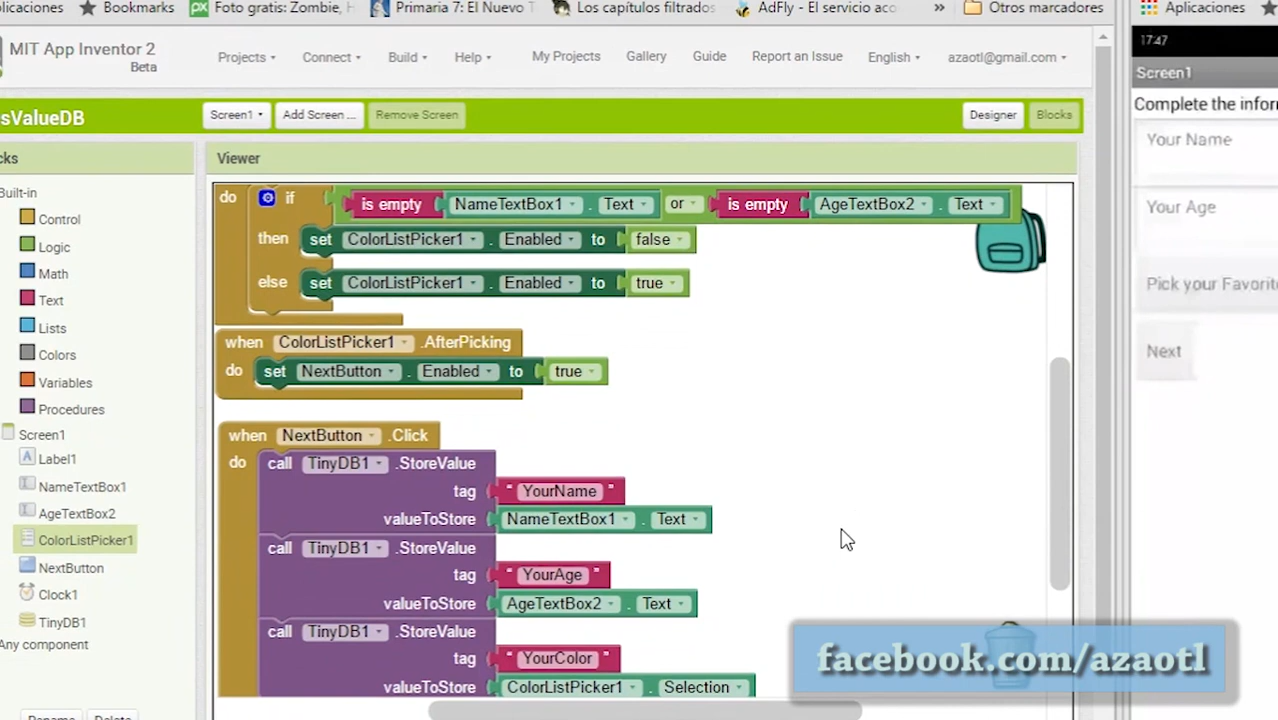 plicaciones Bookmarks Foto gratis: Zombie, H Primaria 7: El Nuevo T Los capítulos filtrados AdFly - El servicio aco » Otros marcadores Aplicaciones
MIT App Inventor 2
Beta
Projects Connect Build Help My Projects Gallery Guide Report an Issue English azaotl@gmail.com
17:47
Screen1
sValueDB Screen1 Add Screen ... Remove Screen Designer Blocks
Complete the infor
Your Name
Your Age
Pick your Favorite
Next
cks
Built-in
Control
Logic
Math
Text
Lists
Colors
Variables
Procedures
Screen1
Label1
NameTextBox1
AgeTextBox2
ColorListPicker1
NextButton
Clock1
TinyDB1
Any component
Rename Delete
Viewer
do if is empty NameTextBox1 . Text or is empty AgeTextBox2 . Text
then set ColorListPicker1 . Enabled to false
else set ColorListPicker1 . Enabled to true
when ColorListPicker1 .AfterPicking
do set NextButton . Enabled to true
when NextButton .Click
do call TinyDB1 .StoreValue
tag " YourName "
valueToStore NameTextBox1 . Text
call TinyDB1 .StoreValue
tag " YourAge "
valueToStore AgeTextBox2 . Text
call TinyDB1 .StoreValue
tag " YourColor "
valueToStore ColorListPicker1 . Selection
facebook.com/azaotl